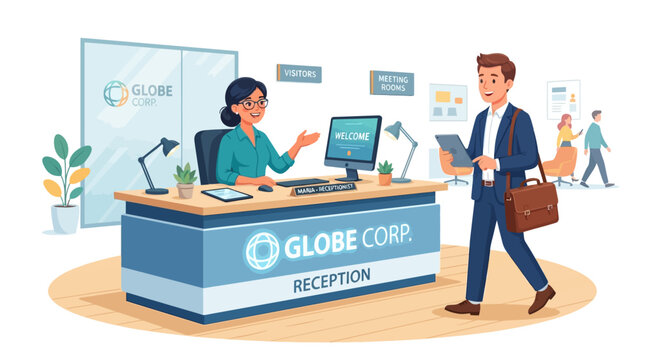 GLOBE
CORP.
VISITORS
MEETING
ROOMS
WELCOME
MARIA - RECEPTIONIST
GLOBE CORP.
RECEPTION